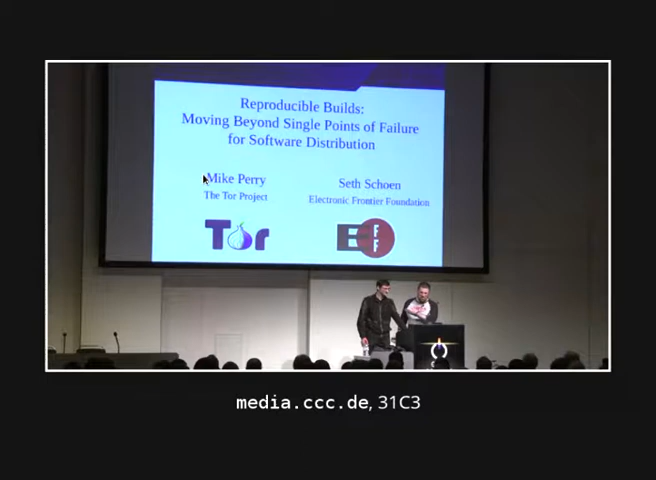 Reproducible Builds:
Moving Beyond Single Points of Failure
for Software Distribution
Mike Perry
The Tor Project
Seth Schoen
Electronic Frontier Foundation
Tor
EFF
media.ccc.de, 31C3